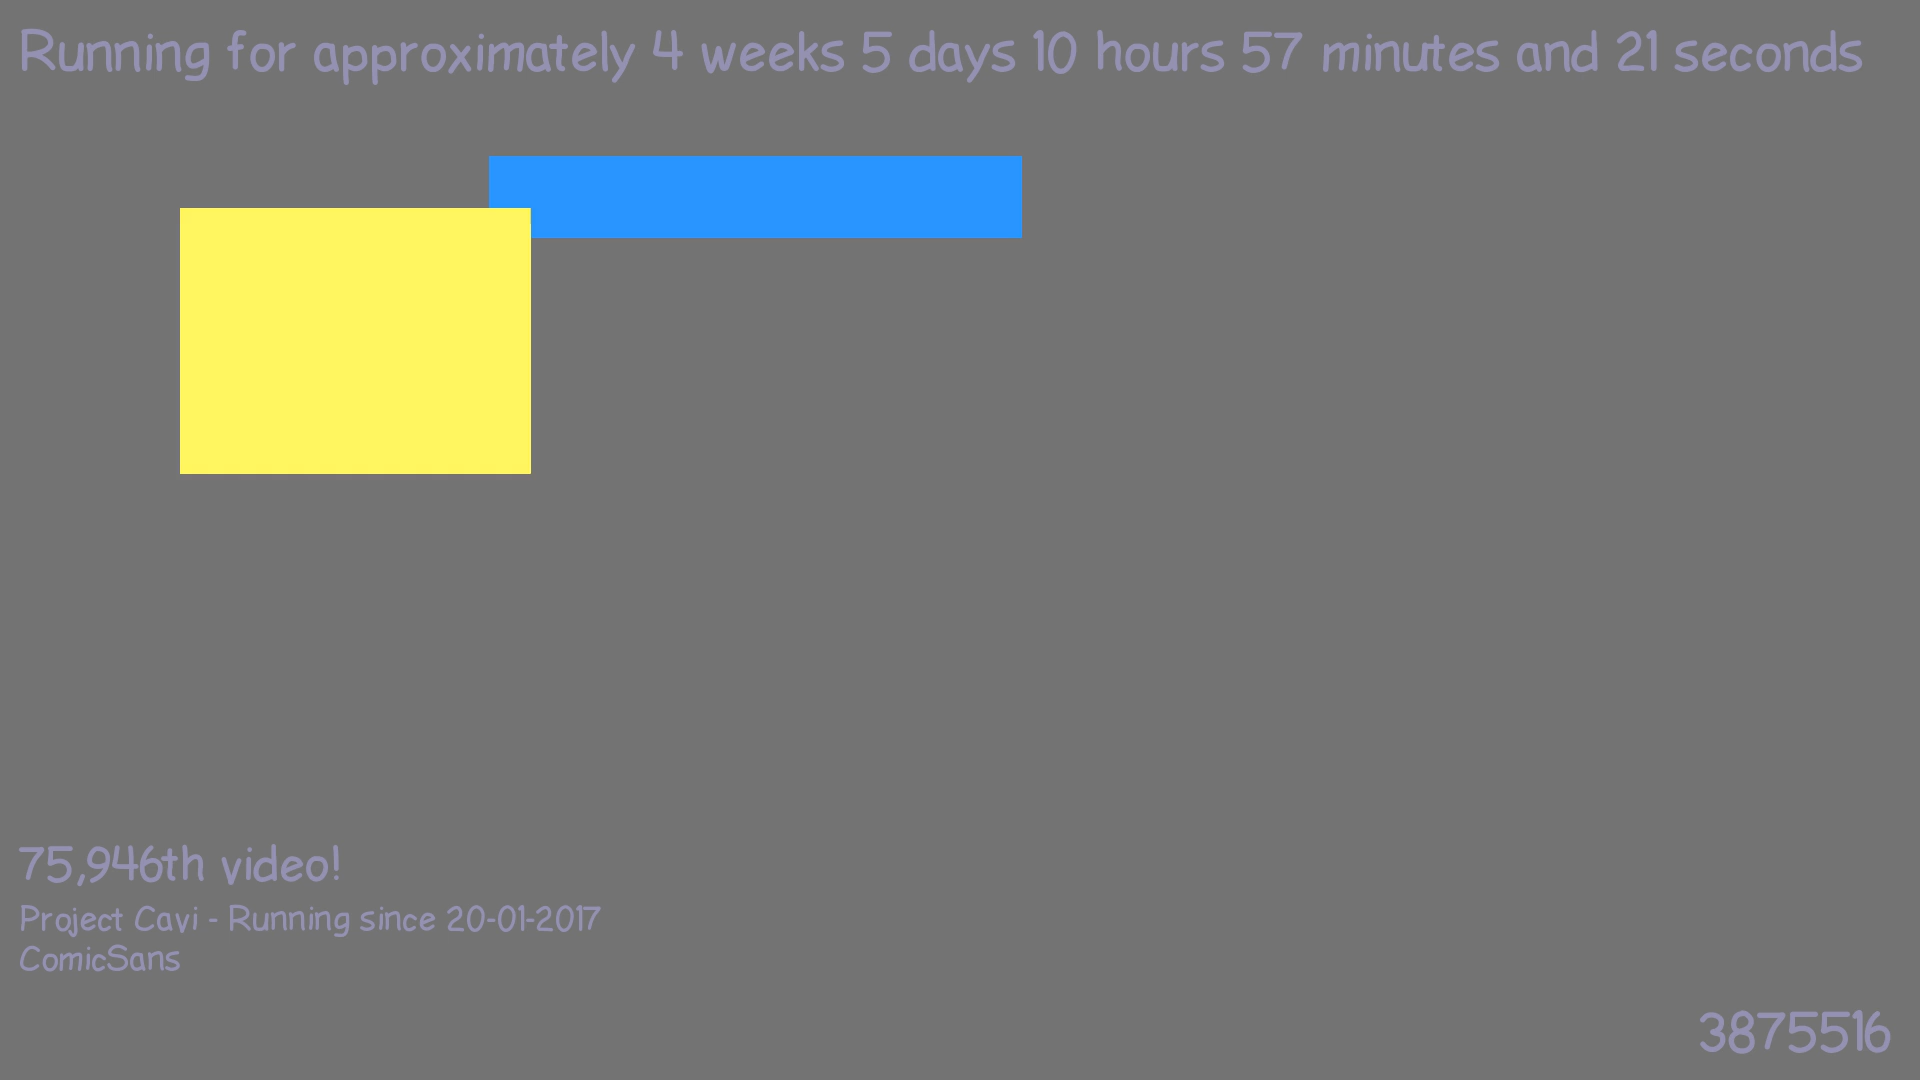 Running for approximately 4 weeks 5 days 10 hours 57 minutes and 21 seconds
75,946th video!
Project Cavi - Running since 20-01-2017
ComicSans
3875516